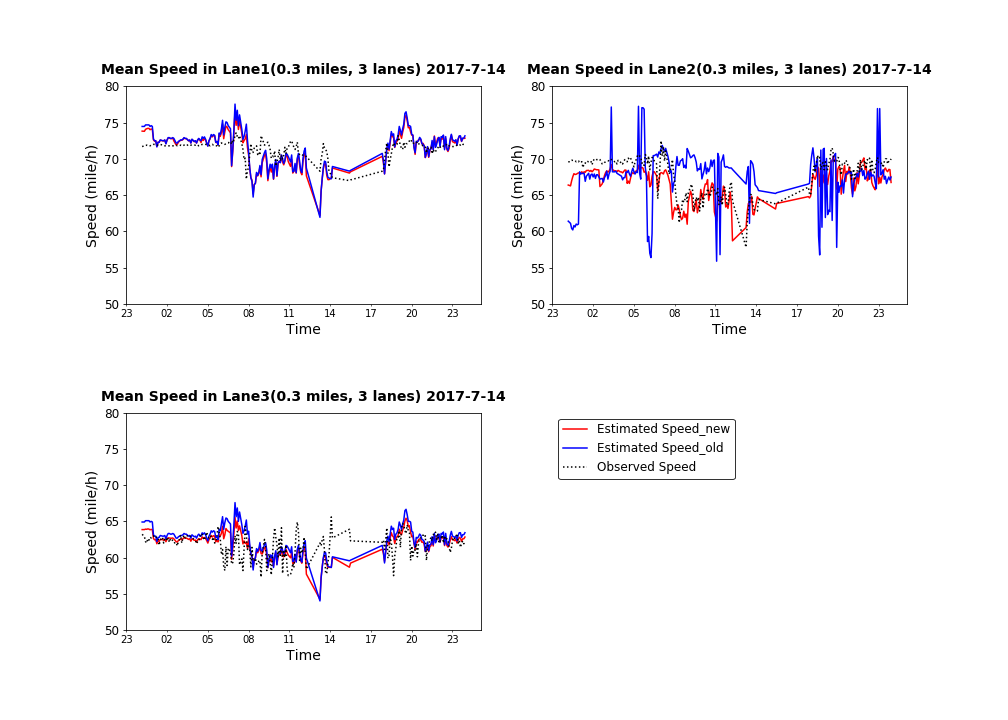 Mean Speed in Lane1(0.3 miles, 3 lanes) 2017-7-14
80
75
70
65
60
55
50
Speed (mile/h)
23 02 05 08 11 14 17 20 23
Time
Mean Speed in Lane2(0.3 miles, 3 lanes) 2017-7-14
80
75
70
65
60
55
50
Speed (mile/h)
23 02 05 08 11 14 17 20 23
Time
Mean Speed in Lane3(0.3 miles, 3 lanes) 2017-7-14
80
75
70
65
60
55
50
Speed (mile/h)
23 02 05 08 11 14 17 20 23
Time
Estimated Speed_new
Estimated Speed_old
Observed Speed